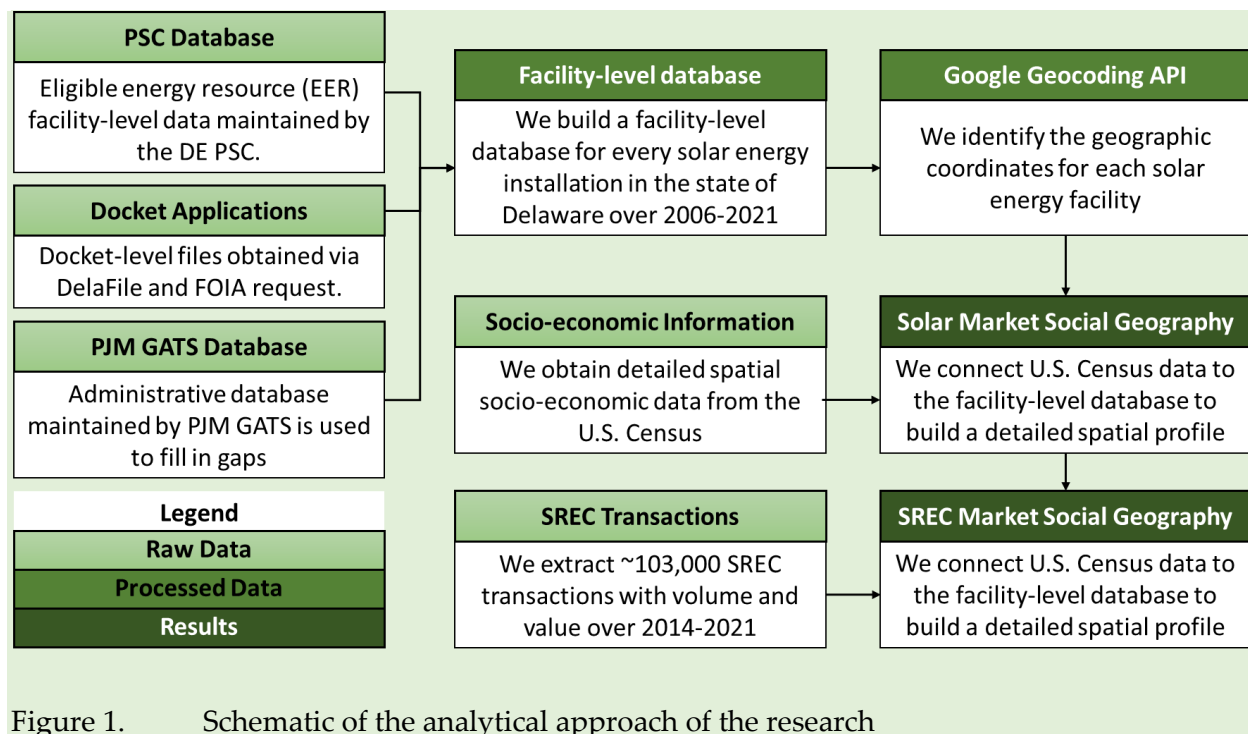 PSC Database
Eligible energy resource (EER)
facility-level data maintained by
the DE PSC.
Docket Applications
Docket-level files obtained via
DelaFile and FOIA request.
PJM GATS Database
Administrative database
maintained by PJM GATS is used
to fill in gaps
Legend
Raw Data
Processed Data
Results
Facility-level database
We build a facility-level
database for every solar energy
installation in the state of
Delaware over 2006-2021
Socio-economic Information
We obtain detailed spatial
socio-economic data from the
U.S. Census
SREC Transactions
We extract ~103,000 SREC
transactions with volume and
value over 2014-2021
Google Geocoding API
We identify the geographic
coordinates for each solar
energy facility
Solar Market Social Geography
We connect U.S. Census data to
the facility-level database to
build a detailed spatial profile
SREC Market Social Geography
We connect U.S. Census data to
the facility-level database to
build a detailed spatial profile
Figure 1. Schematic of the analytical approach of the research